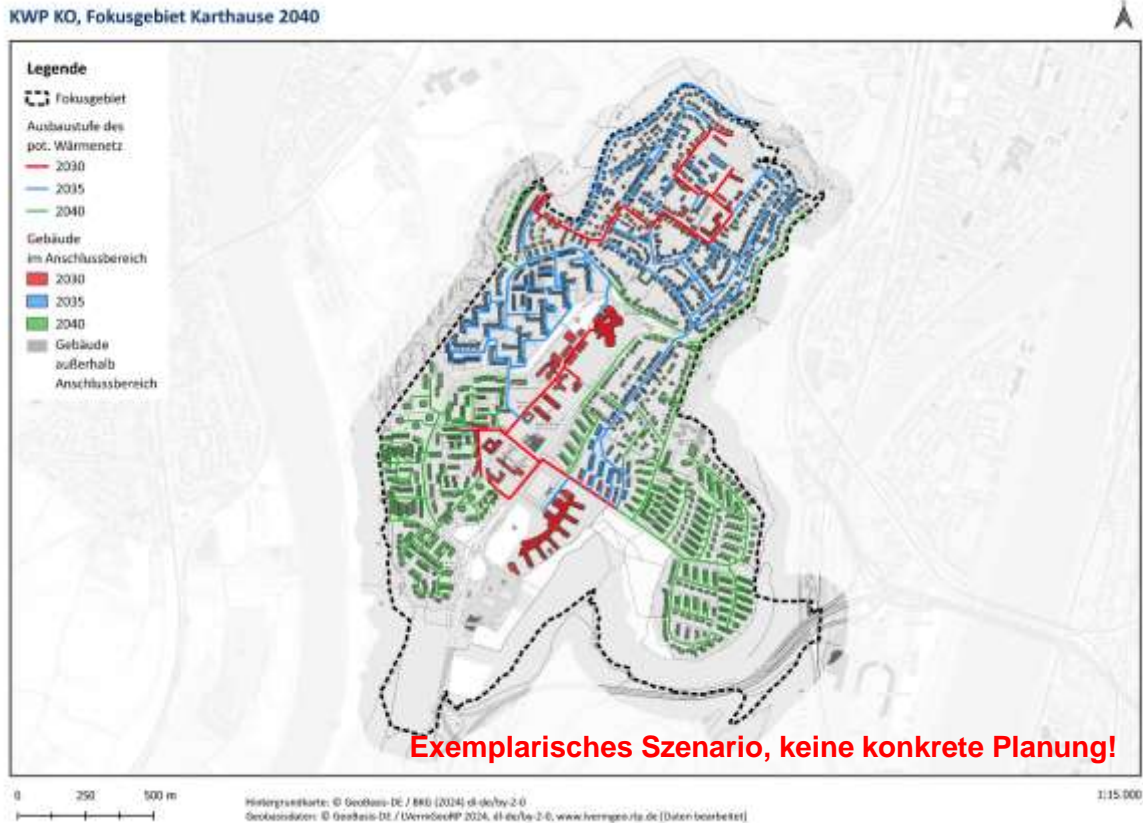 KWP KO, Fokusgebiet Karthause 2040
Legende
Fokusgebiet
Ausbaustufe des
pot. Wärmenetz
2030
2035
2040
Gebäude
im Anschlussbereich
2030
2035
2040
Gebäude
außerhalb
Anschlussbereich
Exemplarisches Szenario, keine konkrete Planung!
0 250 500 m
1:15.000
Hintergrundkarte: © GeoBasis-DE / BKG (2024) dl-de/by-2-0
Geobasisdaten: © GeoBasis-DE / LVermGeoRP 2024, dl-de/by-2-0, www.lvermgeo.rlp.de [Daten bearbeitet]